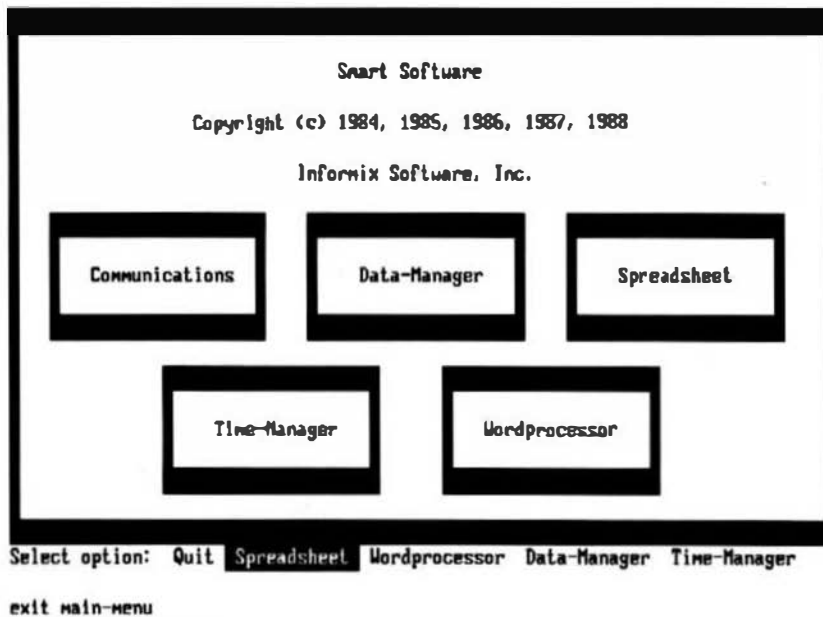 Smart Software
Copyright (c) 1984, 1985, 1986, 1987, 1988
Informix Software, Inc.
Communications Data-Manager Spreadsheet
Time-Manager Wordprocessor
Select option: Quit Spreadsheet Wordprocessor Data-Manager Time-Manager
exit main-menu